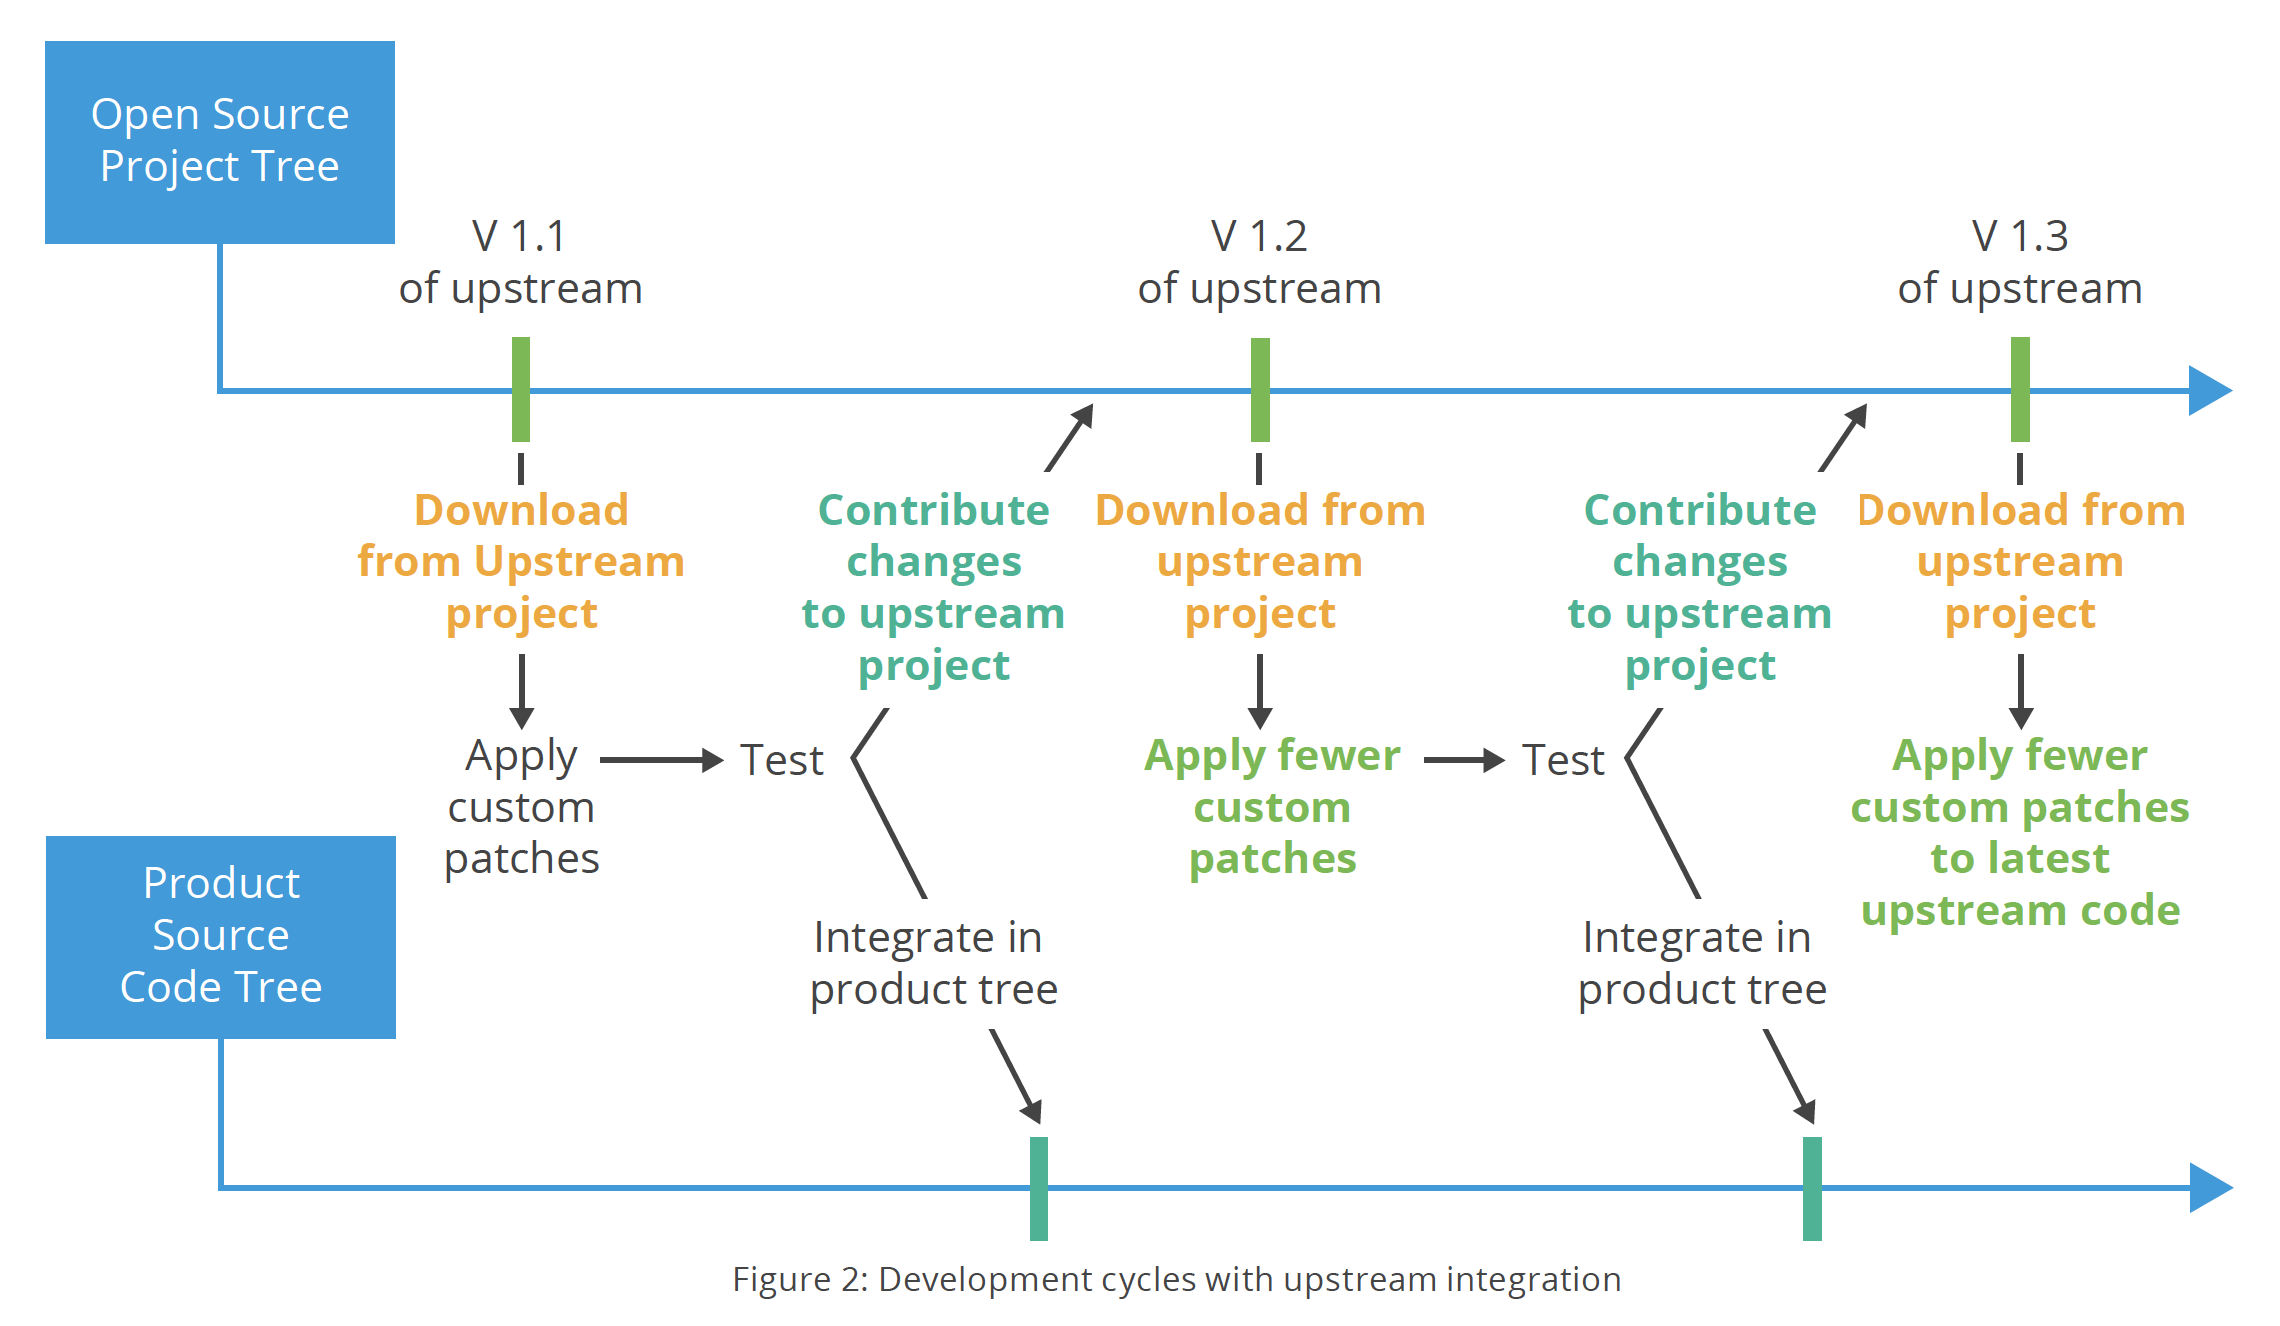 Open Source
Project Tree
V 1.1
of upstream
V 1.2
of upstream
V 1.3
of upstream
Download
from Upstream
project
Contribute
changes
to upstream
project
Download from
upstream
project
Contribute
changes
to upstream
project
Download from
upstream
project
Apply
custom
patches
Test
Apply fewer
custom
patches
Test
Apply fewer
custom patches
to latest
upstream code
Product
Source
Code Tree
Integrate in
product tree
Integrate in
product tree
Figure 2: Development cycles with upstream integration